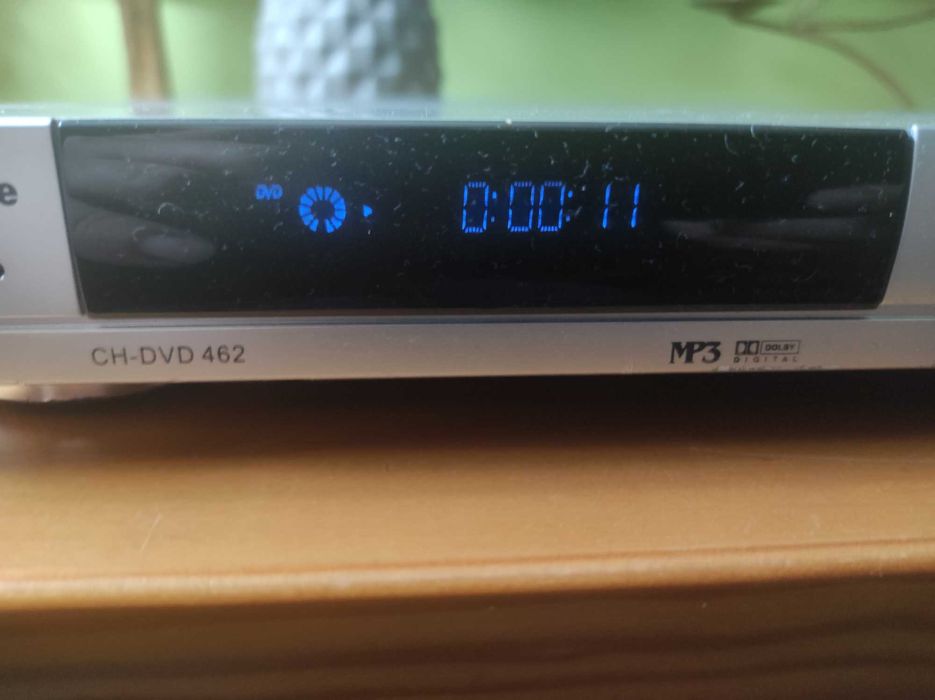 e
DVD 0:00:11
CH-DVD 462
MP3 DOLBY
DIGITAL